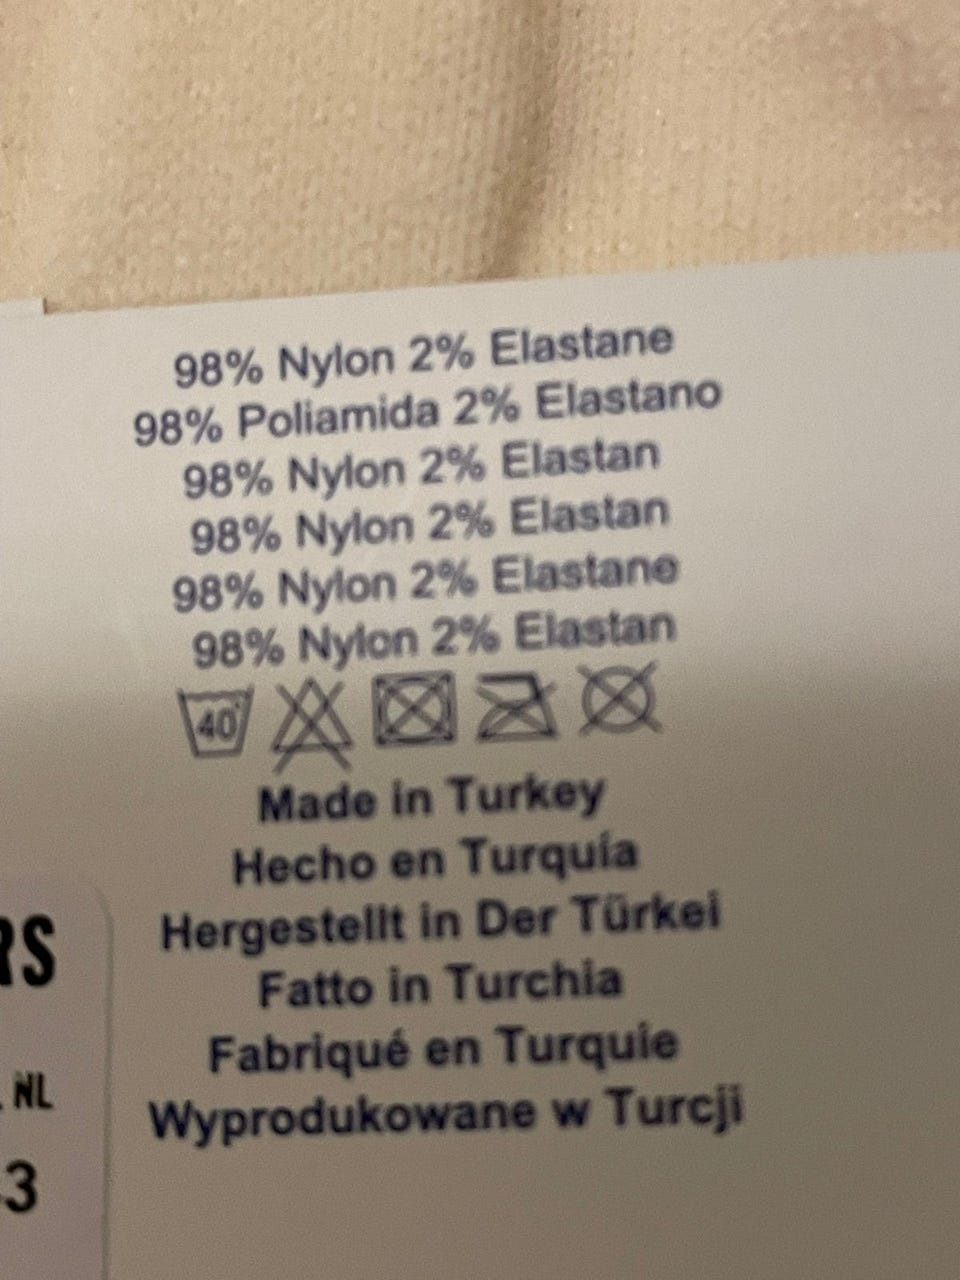 98% Nylon 2% Elastane
98% Poliamida 2% Elastano
98% Nylon 2% Elastan
98% Nylon 2% Elastan
98% Nylon 2% Elastane
98% Nylon 2% Elastan
40°
Made in Turkey
Hecho en Turquía
Hergestellt in Der Türkei
Fatto in Turchia
Fabriqué en Turquie
Wyprodukowane w Turcji
RS
NL
-3